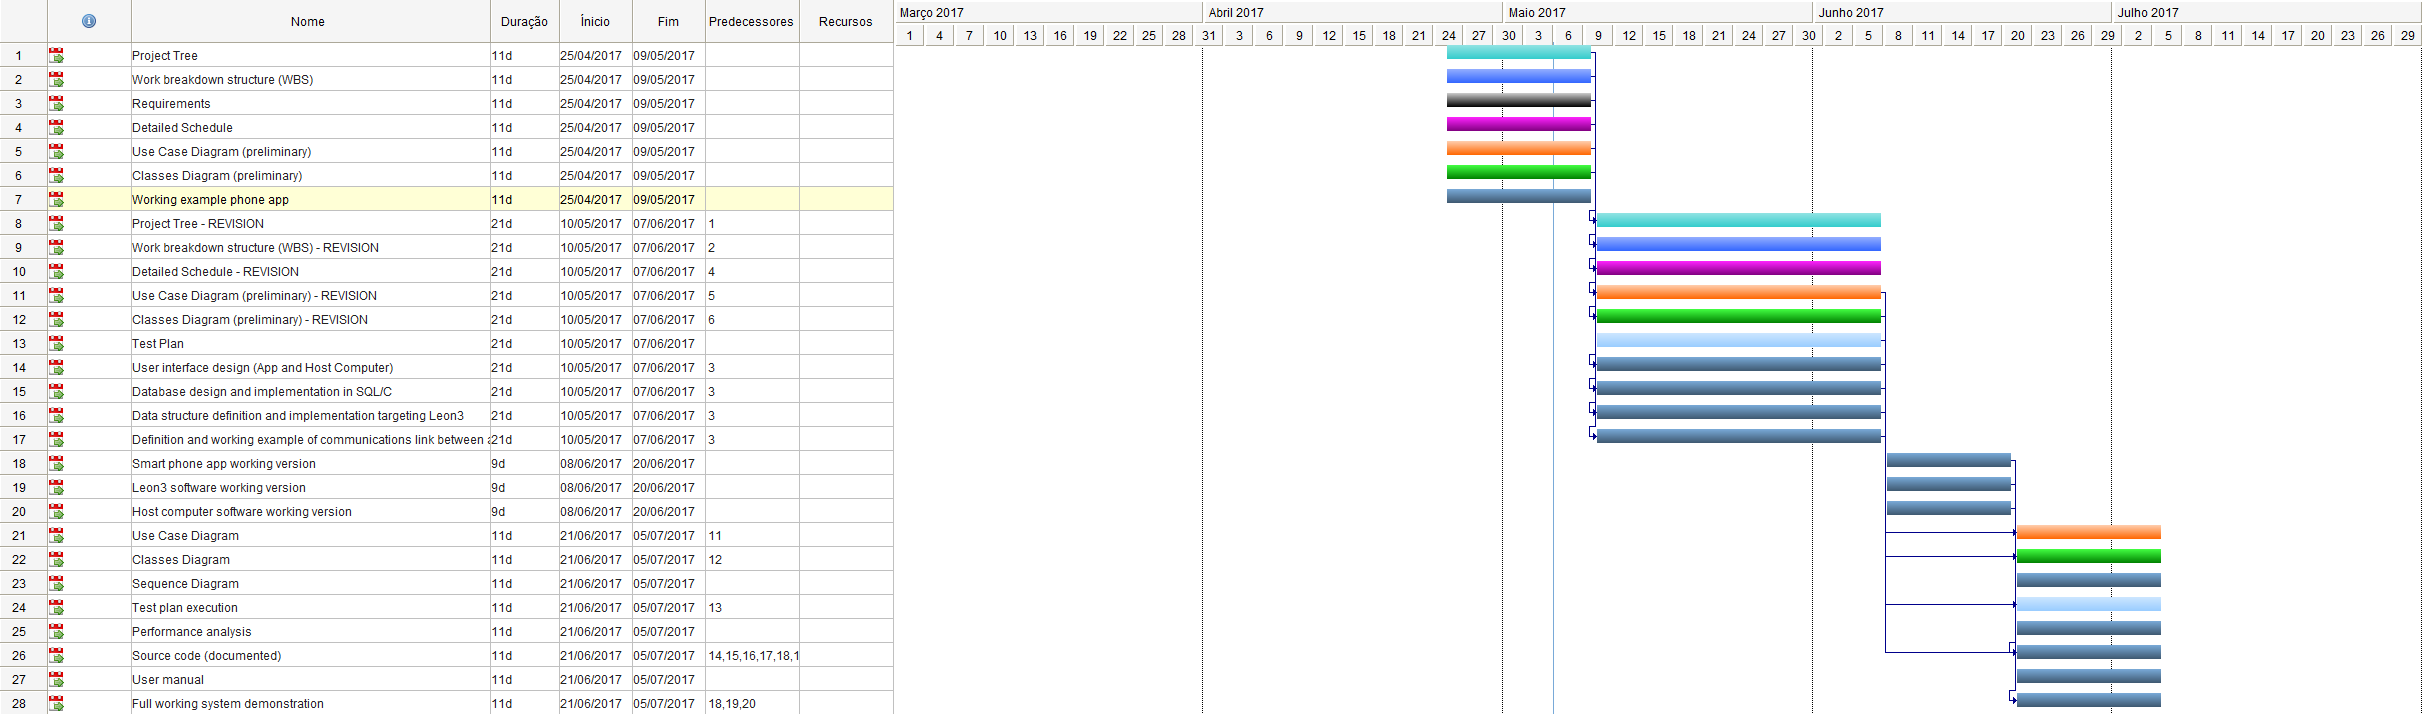 Nome Duração Ínicio Fim Predecessores Recursos
Março 2017 Abril 2017 Maio 2017 Junho 2017 Julho 2017
1 4 7 10 13 16 19 22 25 28 31 3 6 9 12 15 18 21 24 27 30 3 6 9 12 15 18 21 24 27 30 2 5 8 11 14 17 20 23 26 29 2 5 8 11 14 17 20 23 26 29
1 Project Tree 11d 25/04/2017 09/05/2017
2 Work breakdown structure (WBS) 11d 25/04/2017 09/05/2017
3 Requirements 11d 25/04/2017 09/05/2017
4 Detailed Schedule 11d 25/04/2017 09/05/2017
5 Use Case Diagram (preliminary) 11d 25/04/2017 09/05/2017
6 Classes Diagram (preliminary) 11d 25/04/2017 09/05/2017
7 Working example phone app 11d 25/04/2017 09/05/2017
8 Project Tree - REVISION 21d 10/05/2017 07/06/2017 1
9 Work breakdown structure (WBS) - REVISION 21d 10/05/2017 07/06/2017 2
10 Detailed Schedule - REVISION 21d 10/05/2017 07/06/2017 4
11 Use Case Diagram (preliminary) - REVISION 21d 10/05/2017 07/06/2017 5
12 Classes Diagram (preliminary) - REVISION 21d 10/05/2017 07/06/2017 6
13 Test Plan 21d 10/05/2017 07/06/2017
14 User interface design (App and Host Computer) 21d 10/05/2017 07/06/2017 3
15 Database design and implementation in SQL/C 21d 10/05/2017 07/06/2017 3
16 Data structure definition and implementation targeting Leon3 21d 10/05/2017 07/06/2017 3
17 Definition and working example of communications link between 21d 10/05/2017 07/06/2017 3
18 Smart phone app working version 9d 08/06/2017 20/06/2017
19 Leon3 software working version 9d 08/06/2017 20/06/2017
20 Host computer software working version 9d 08/06/2017 20/06/2017
21 Use Case Diagram 11d 21/06/2017 05/07/2017 11
22 Classes Diagram 11d 21/06/2017 05/07/2017 12
23 Sequence Diagram 11d 21/06/2017 05/07/2017
24 Test plan execution 11d 21/06/2017 05/07/2017 13
25 Performance analysis 11d 21/06/2017 05/07/2017
26 Source code (documented) 11d 21/06/2017 05/07/2017 14,15,16,17,18,1
27 User manual 11d 21/06/2017 05/07/2017
28 Full working system demonstration 11d 21/06/2017 05/07/2017 18,19,20